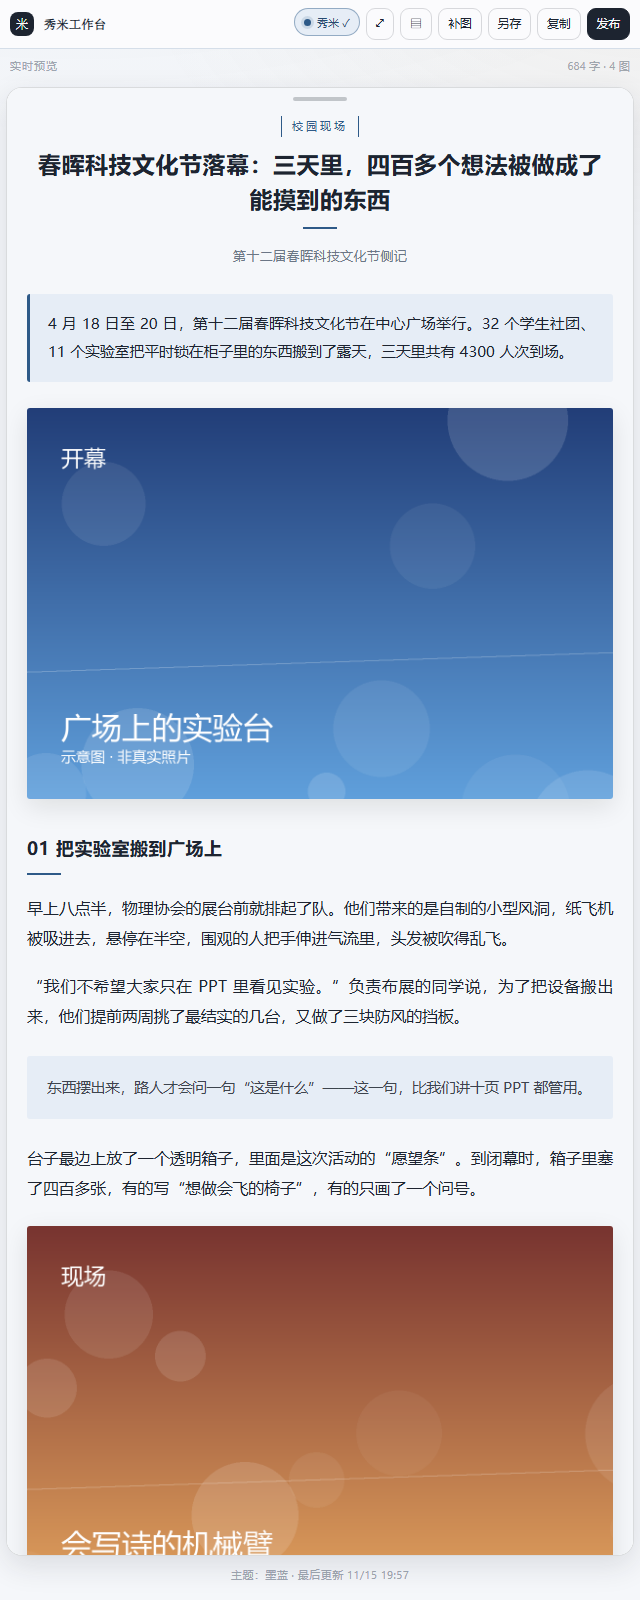 米 秀米工作台 秀米 ✓ ⤢ ▤ 补图 另存 复制 发布
实时预览 684 字 · 4 图
校园现场
春晖科技文化节落幕：三天里，四百多个想法被做成了
能摸到的东西
第十二届春晖科技文化节侧记
4 月 18 日至 20 日，第十二届春晖科技文化节在中心广场举行。32 个学生社团、
11 个实验室把平时锁在柜子里的东西搬到了露天，三天里共有 4300 人次到场。
开幕
广场上的实验台
示意图 · 非真实照片
01 把实验室搬到广场上
早上八点半，物理协会的展台前就排起了队。他们带来的是自制的小型风洞，纸飞机
被吸进去，悬停在半空，围观的人把手伸进气流里，头发被吹得乱飞。
“我们不希望大家只在 PPT 里看见实验。”负责布展的同学说，为了把设备搬出
来，他们提前两周挑了最结实的几台，又做了三块防风的挡板。
东西摆出来，路人才会问一句“这是什么”——这一句，比我们讲十页 PPT 都管用。
台子最边上放了一个透明箱子，里面是这次活动的“愿望条”。到闭幕时，箱子里塞
了四百多张，有的写“想做会飞的椅子”，有的只画了一个问号。
现场
会写诗的机械臂
主题：墨蓝 · 最后更新 11/15 19:57